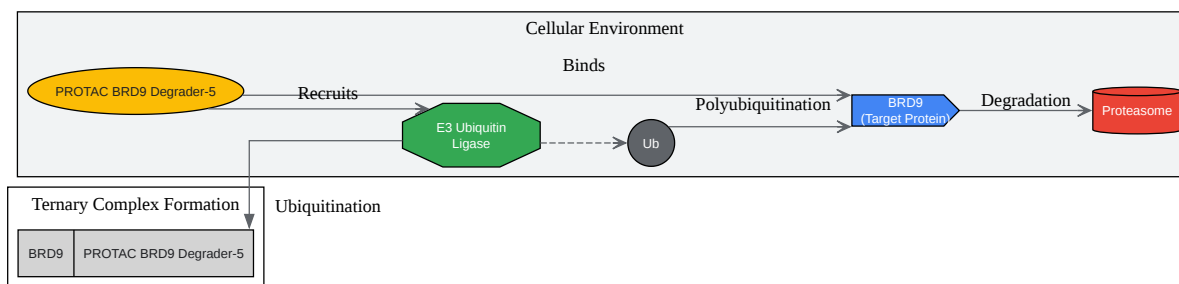 Cellular Environment
Binds
PROTAC BRD9 Degrader-5
Recruits
Polyubiquitination
BRD9
(Target Protein)
Degradation
Proteasome
E3 Ubiquitin
Ligase
Ub
Ternary Complex Formation
Ubiquitination
BRD9
PROTAC BRD9 Degrader-5